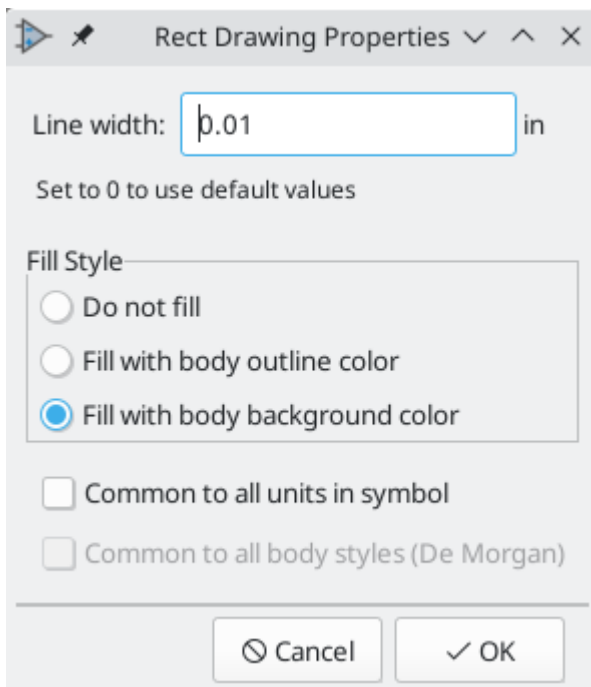 Rect Drawing Properties
Line width: 0.01 in
Set to 0 to use default values
Fill Style
Do not fill
Fill with body outline color
Fill with body background color
Common to all units in symbol
Common to all body styles (De Morgan)
Cancel OK